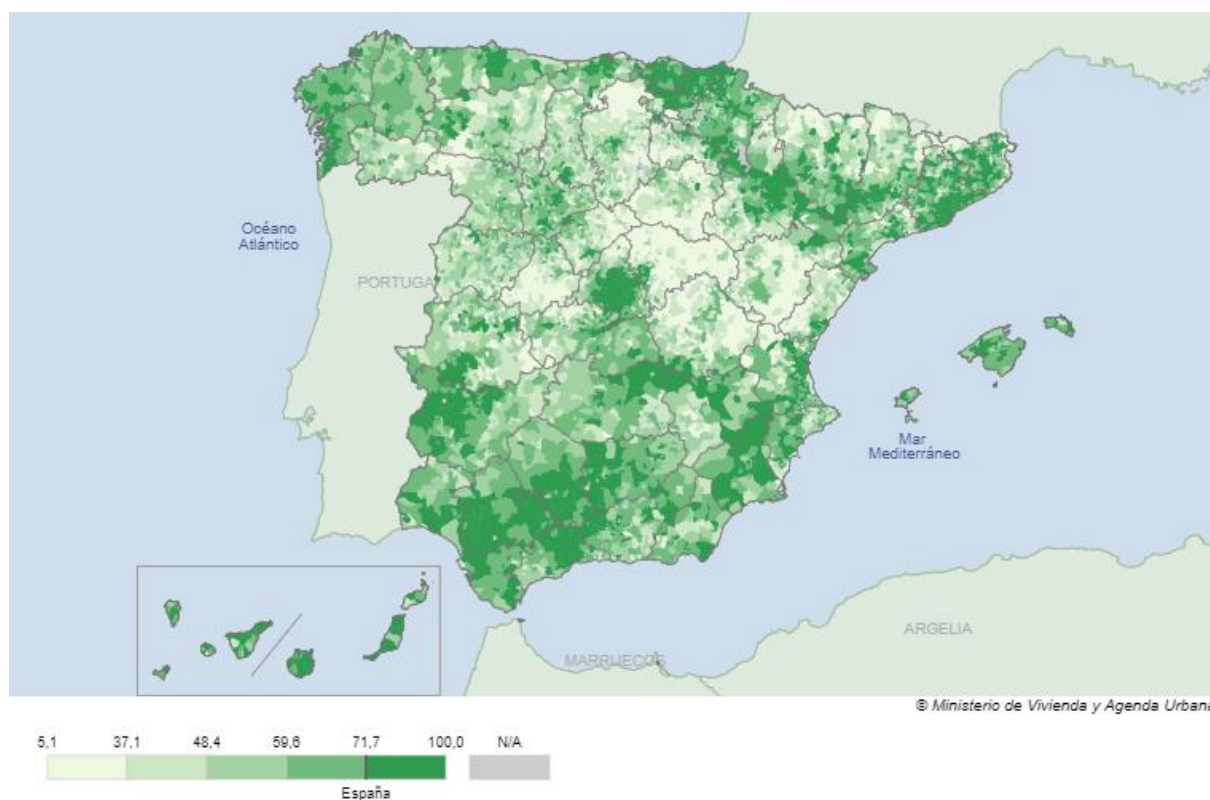 Océano
Atlántico
PORTUGA
Mar
Mediterráneo
ARGELIA
MARRUECOS
© Ministerio de Vivienda y Agenda Urbana
5,1 37,1 48,4 59,6 71,7 100,0 N/A
España